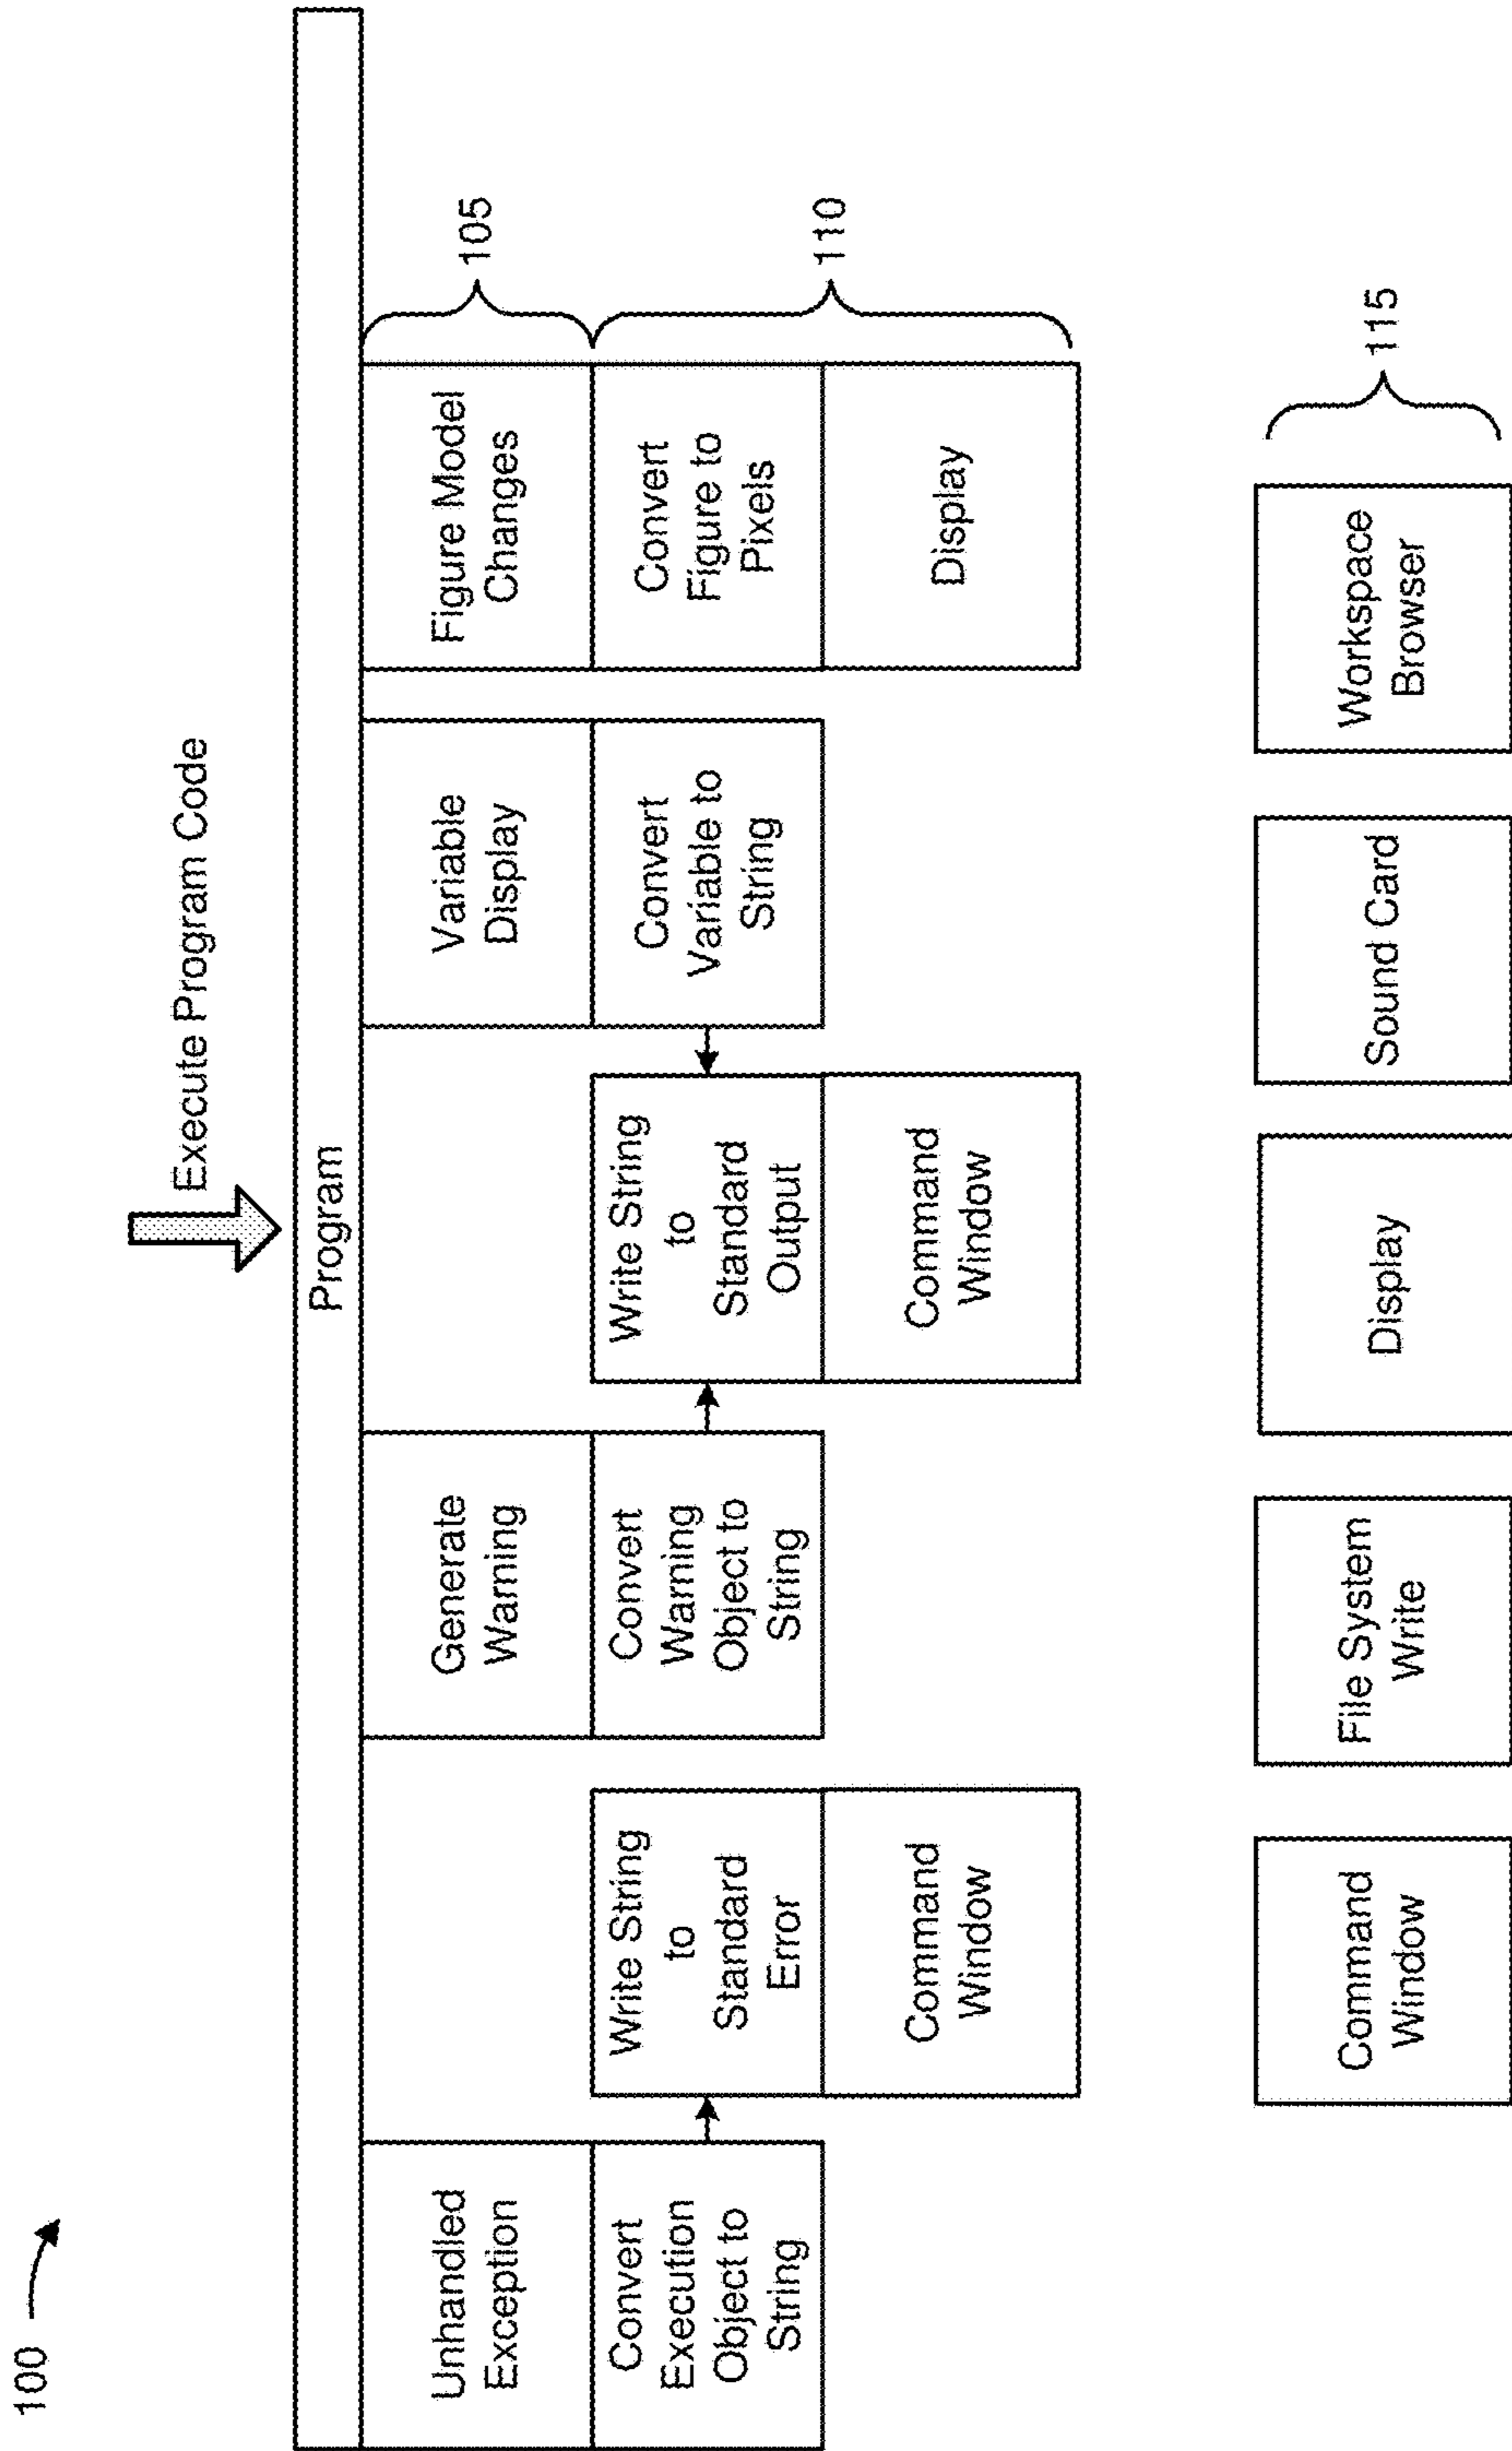 100
Execute Program Code
Program
Unhandled
Exception
Generate
Warning
Variable
Display
Figure Model
Changes
105
Convert
Execution
Object to
String
Write String
to
Standard
Error
Convert
Warning
Object to
String
Write String
to
Standard
Output
Convert
Variable to
String
Convert
Figure to
Pixels
110
Command
Window
Command
Window
Display
Command
Window
File System
Write
Display
Sound Card
Workspace
Browser
115